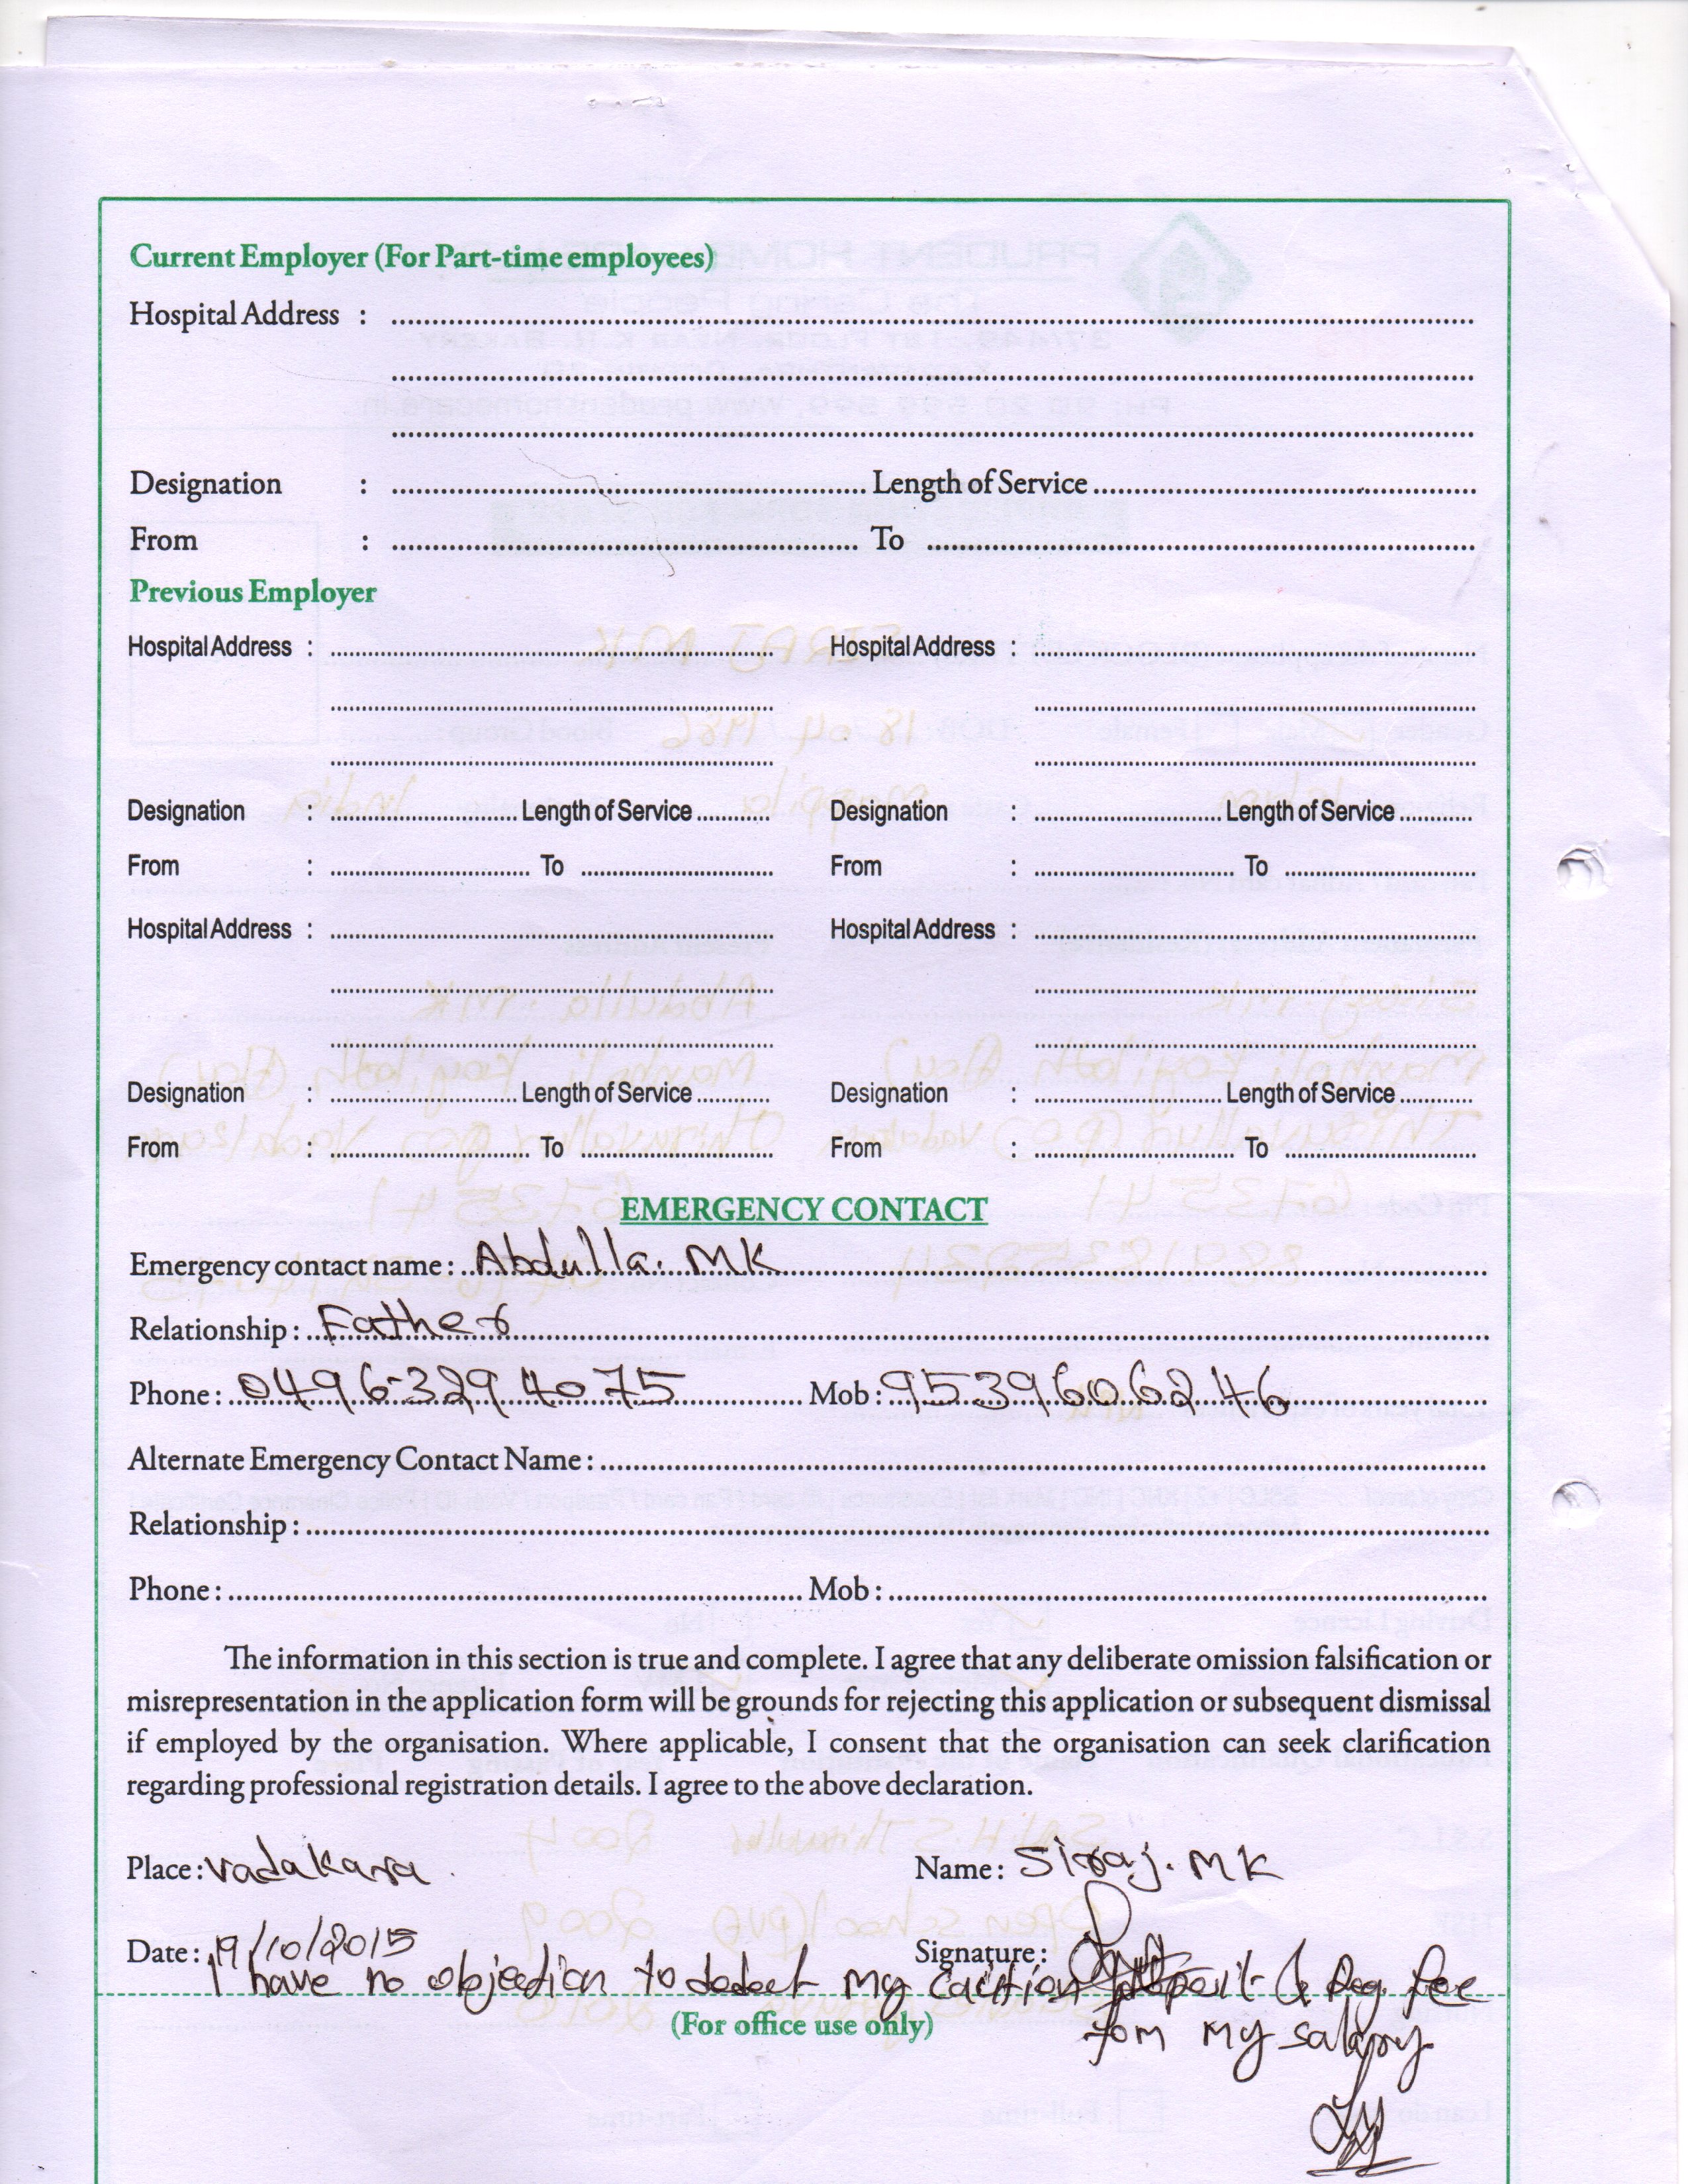 Current Employer (For Part-time employees)
Hospital Address :
Designation : Length of Service
From : To
Previous Employer
Hospital Address : Hospital Address :
Designation : Length of Service Designation : Length of Service
From : To From : To
Hospital Address : Hospital Address :
Designation : Length of Service Designation : Length of Service
From : To From : To
EMERGENCY CONTACT
Emergency contact name : Abdulla. MK
Relationship : Father
Phone : 0496-3294075 Mob : 9539606246
Alternate Emergency Contact Name :
Relationship :
Phone : Mob :
The information in this section is true and complete. I agree that any deliberate omission falsification or
misrepresentation in the application form will be grounds for rejecting this application or subsequent dismissal
if employed by the organisation. Where applicable, I consent that the organisation can seek clarification
regarding professional registration details. I agree to the above declaration.
Place : vadakara Name : Siraj. MK
Date : 19/10/2015 Signature :
I have no objection to dedect my caution & Reg fee
(For office use only)
from my salary